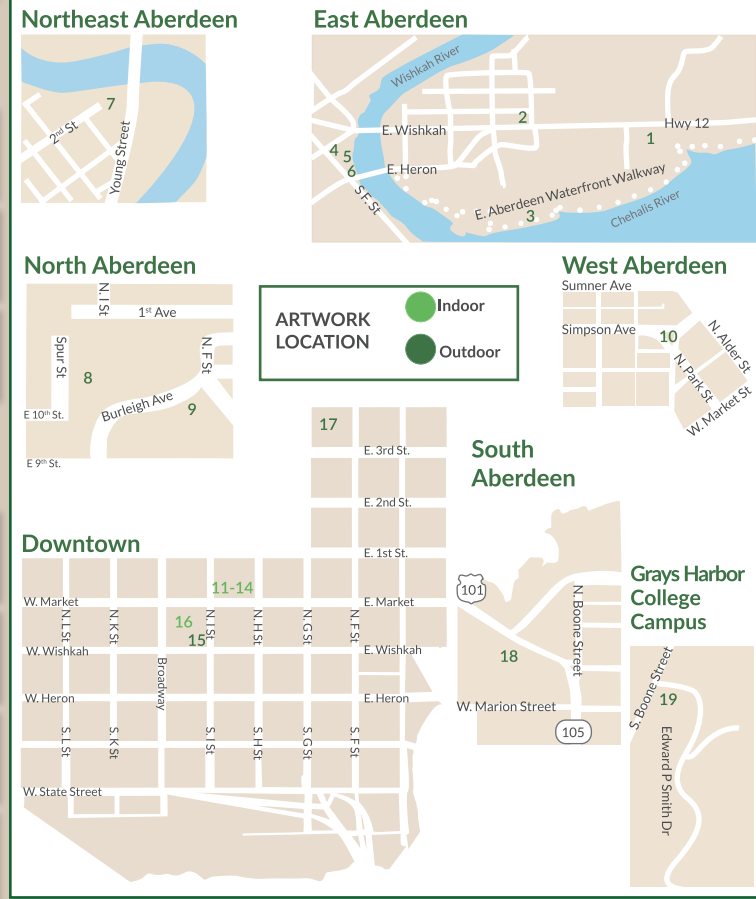 Northeast Aberdeen
7
2nd St
Young Street
East Aberdeen
Wishkah River
2
E. Wishkah
Hwy 12
1
4
5
6
E. Heron
S F. St
E. Aberdeen Waterfront Walkway
3
Chehalis River
North Aberdeen
N. I St
1st Ave
Spur St
N. F St
8
Burleigh Ave
9
E 10th St.
E 9th St.
ARTWORK
LOCATION
Indoor
Outdoor
West Aberdeen
Sumner Ave
Simpson Ave
10
N. Alder St
N. Park St
W. Market St
17
E. 3rd St.
E. 2nd St.
E. 1st St.
Downtown
11-14
W. Market
E. Market
16
15
N. L St
N. K St
N. I St
N. H St
N. G St
N. F St
W. Wishkah
E. Wishkah
Broadway
W. Heron
E. Heron
S. L St
S. K St
S. I St
S. H St
S. G St
S. F St
W. State Street
South
Aberdeen
101
N. Boone Street
18
W. Marion Street
105
Grays Harbor
College
Campus
S. Boone Street
19
Edward P Smith Dr